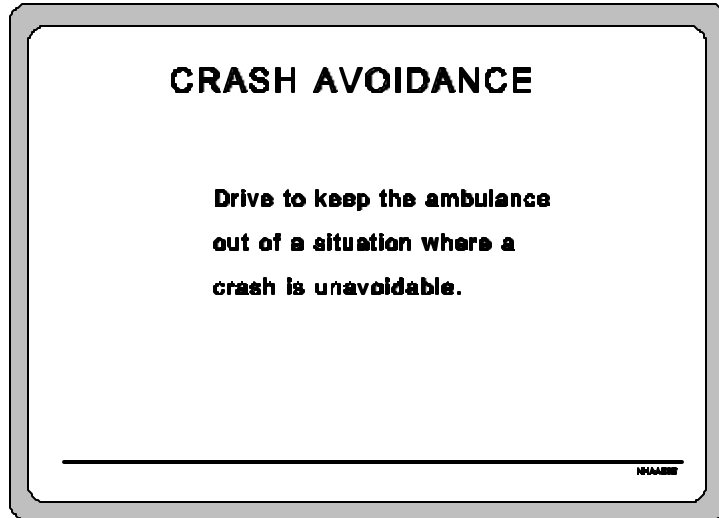 CRASH AVOIDANCE
Drive to keep the ambulance
out of a situation where a
crash is unavoidable.